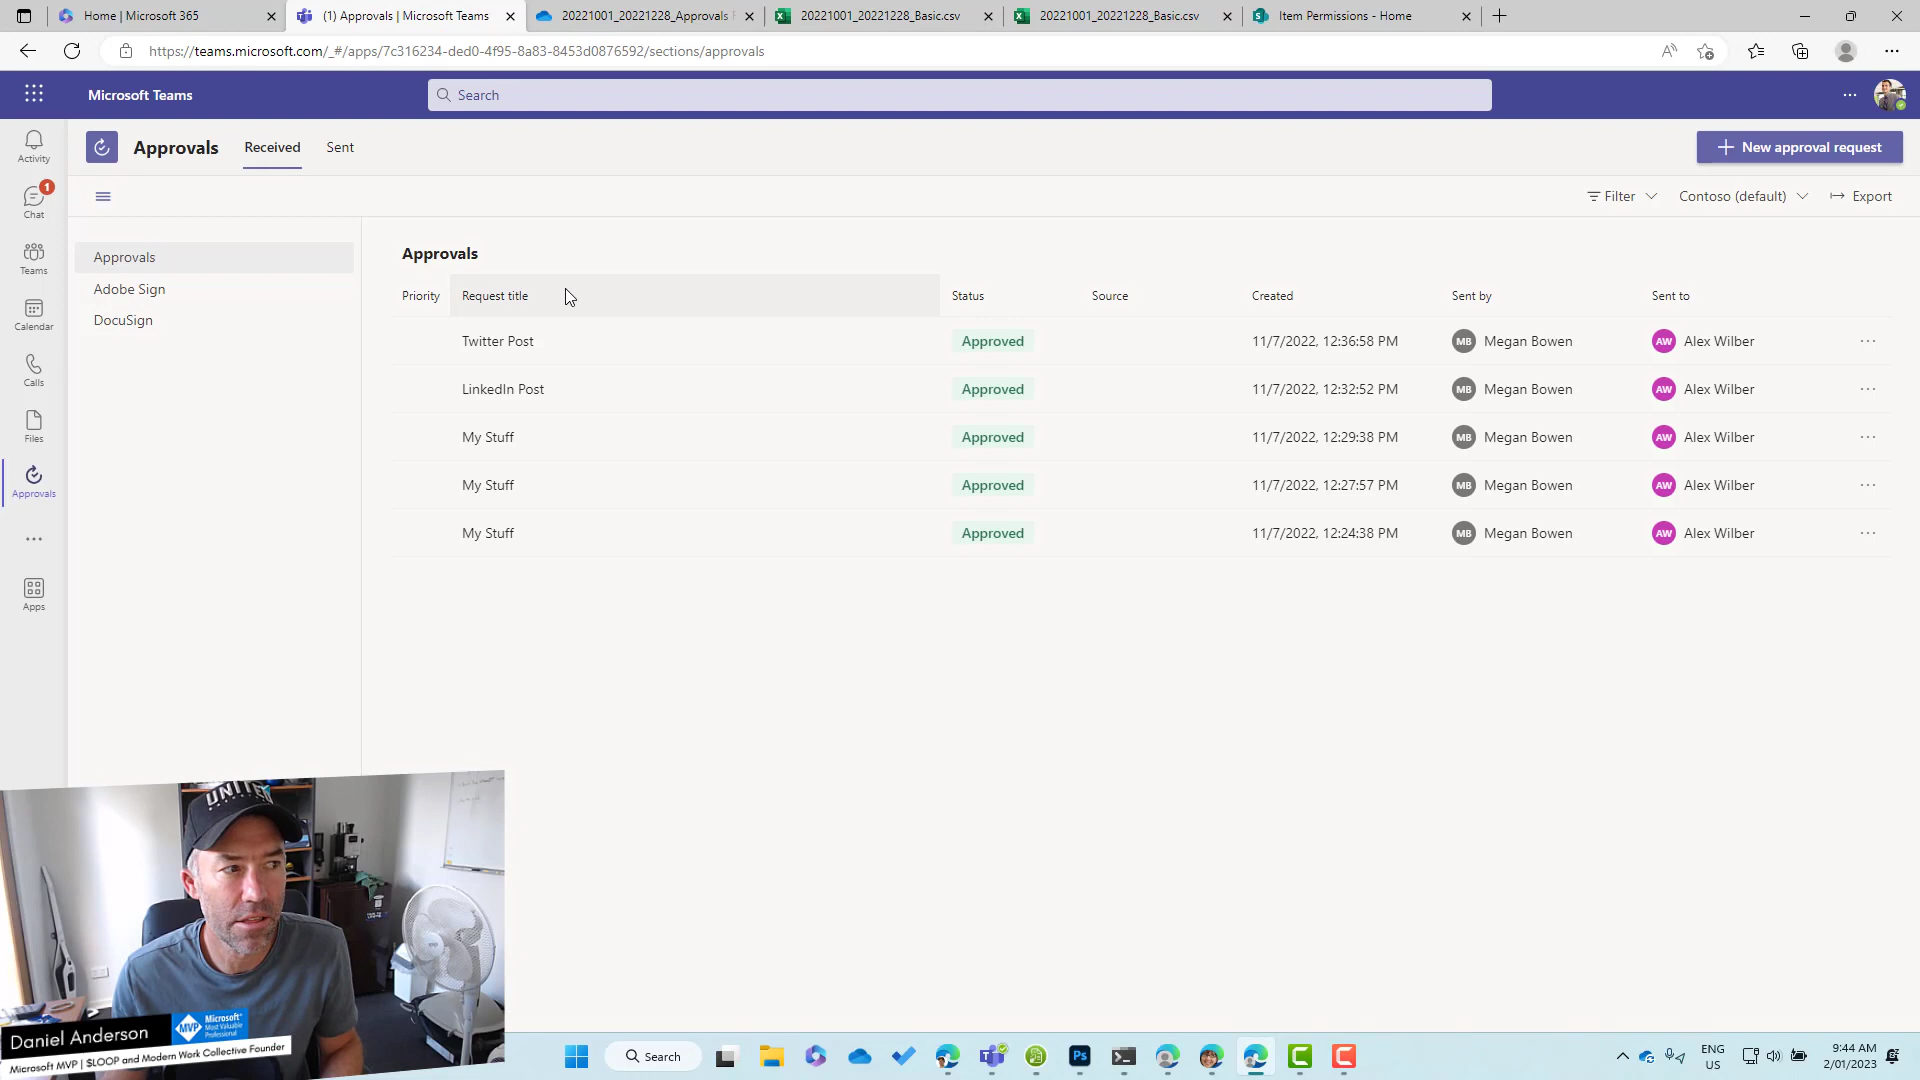 Home | Microsoft 365
(1) Approvals | Microsoft Teams
20221001_20221228_Approvals
20221001_20221228_Basic.csv
20221001_20221228_Basic.csv
Item Permissions - Home
https://teams.microsoft.com/_#/apps/7c316234-ded0-4f95-8a83-8453d0876592/sections/approvals
Microsoft Teams
Search
Activity
1
Chat
Teams
Calendar
Calls
Files
Approvals
Apps
Approvals
Received
Sent
New approval request
Filter
Contoso (default)
Export
Approvals
Adobe Sign
DocuSign
Approvals
Priority Request title Status Source Created Sent by Sent to
Twitter Post Approved 11/7/2022, 12:36:58 PM MB Megan Bowen AW Alex Wilber
LinkedIn Post Approved 11/7/2022, 12:32:52 PM MB Megan Bowen AW Alex Wilber
My Stuff Approved 11/7/2022, 12:29:38 PM MB Megan Bowen AW Alex Wilber
My Stuff Approved 11/7/2022, 12:27:57 PM MB Megan Bowen AW Alex Wilber
My Stuff Approved 11/7/2022, 12:24:38 PM MB Megan Bowen AW Alex Wilber
UNITE
Daniel Anderson
MVP
Microsoft
Most Valuable
Professional
Microsoft MVP | $LOOP and Modern Work Collective Founder
Search
Ps
ENG
US
9:44 AM
2/01/2023